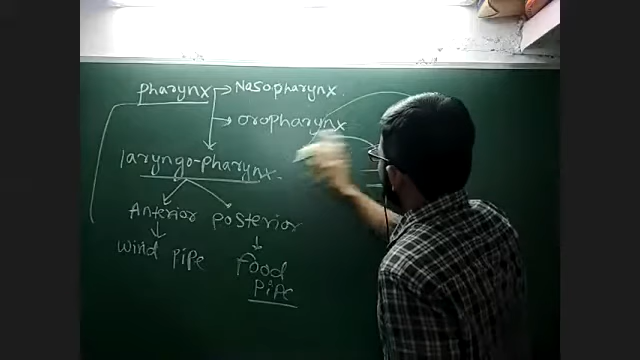 pharynx → Nasopharynx.
→ oropharynx
laryngo-pharynx.
Anterior posterior
wind pipe
Food
pipe